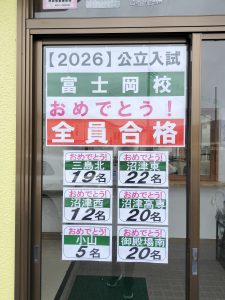 【2026】公立入試
富士岡校
おめでとう!
全員合格
おめでとう!
三島北
19名
おめでとう!
沼津東
22名
おめでとう!
沼津西
12名
おめでとう!
沼津高専
20名
おめでとう!
小山
5名
おめでとう!
御殿場南
20名